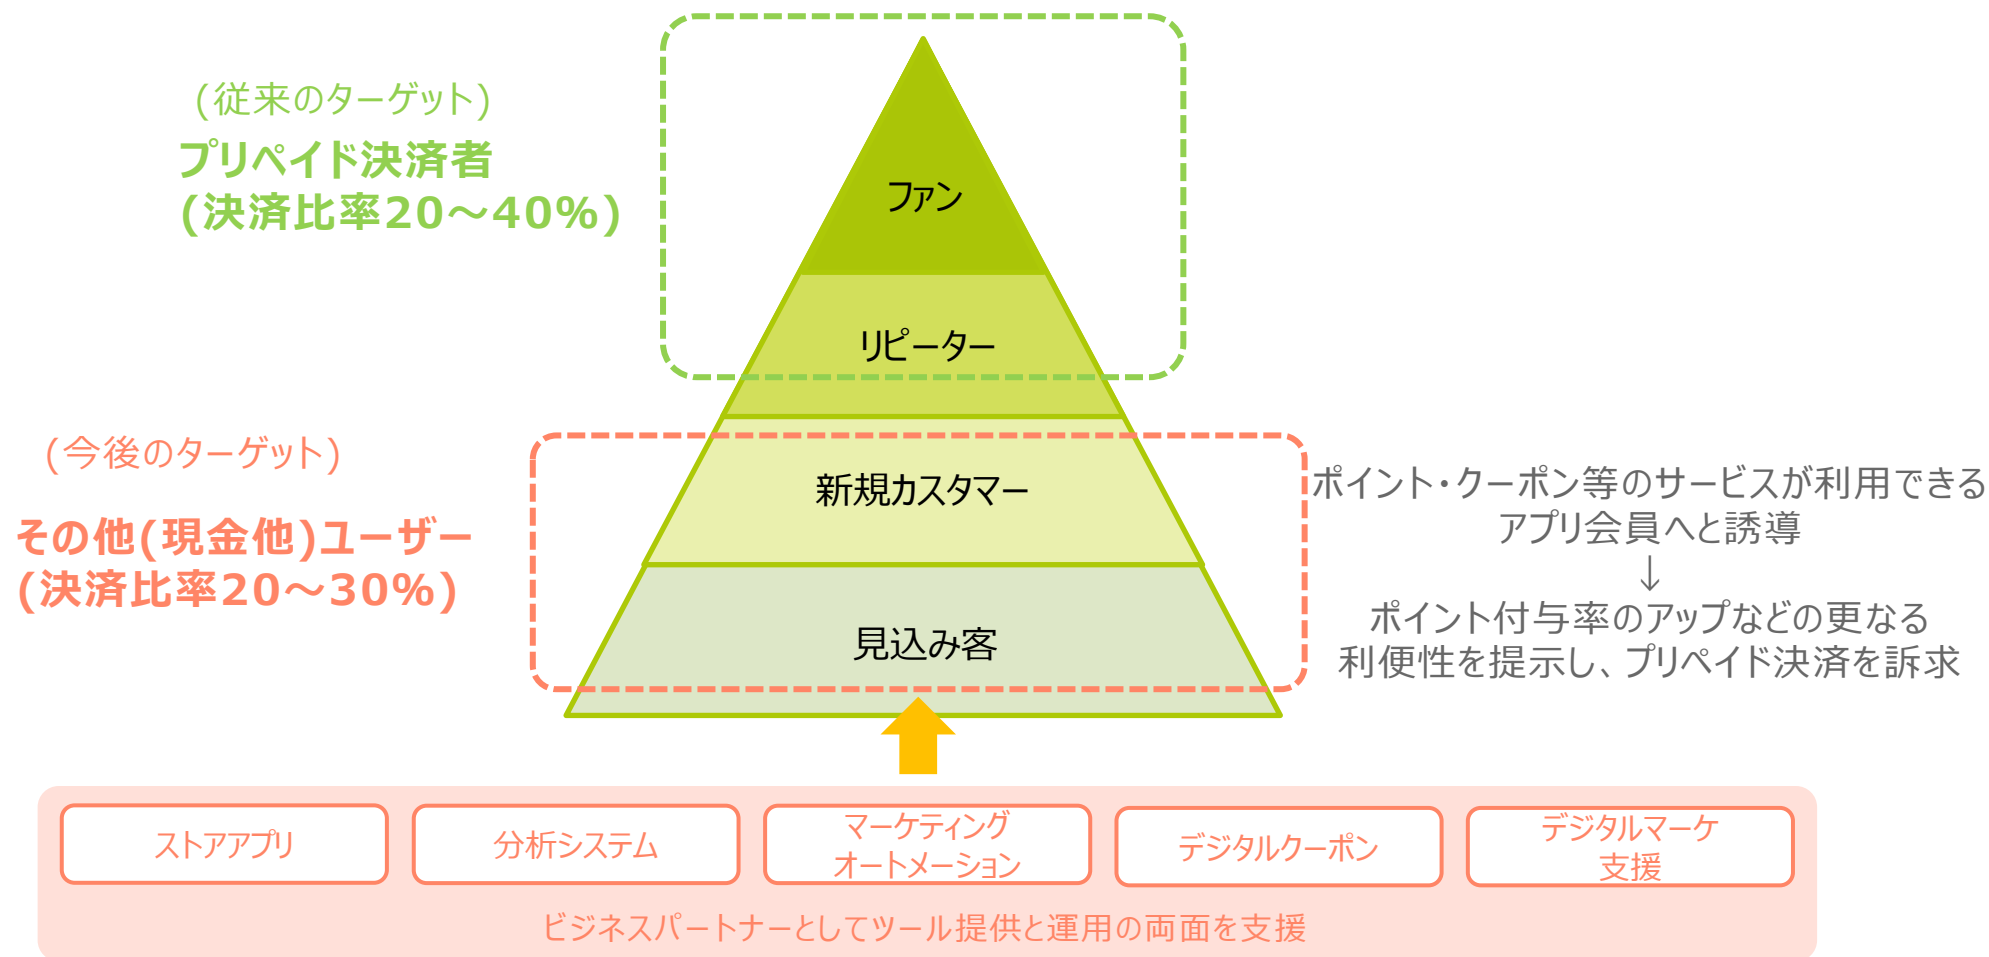 (従来のターゲット)
プリペイド決済者
(決済比率20～40%)
ファン
リピーター
(今後のターゲット)
その他(現金他)ユーザー
(決済比率20～30%)
新規カスタマー
見込み客
ポイント・クーポン等のサービスが利用できる
アプリ会員へと誘導
↓
ポイント付与率のアップなどの更なる
利便性を提示し、プリペイド決済を訴求
ストアアプリ
分析システム
マーケティング
オートメーション
デジタルクーポン
デジタルマーケ
支援
ビジネスパートナーとしてツール提供と運用の両面を支援